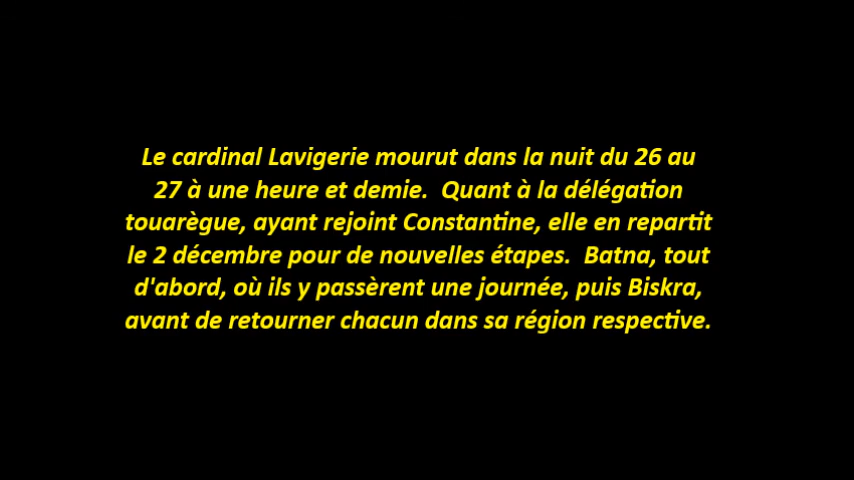 Le cardinal Lavigerie mourut dans la nuit du 26 au
27 à une heure et demie.  Quant à la délégation
touarègue, ayant rejoint Constantine, elle en repartit
le 2 décembre pour de nouvelles étapes.  Batna, tout
d'abord, où ils y passèrent une journée, puis Biskra,
avant de retourner chacun dans sa région respective.